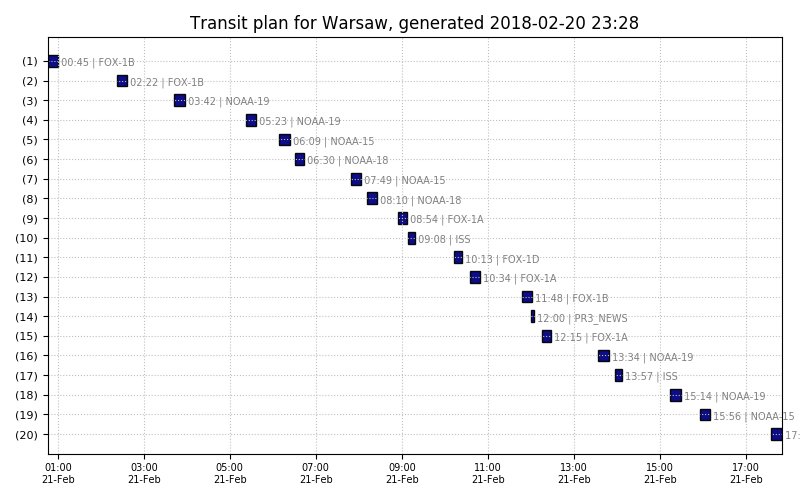 Transit plan for Warsaw, generated 2018-02-20 23:28
(1) 00:45 | FOX-1B
(2) 02:22 | FOX-1B
(3) 03:42 | NOAA-19
(4) 05:23 | NOAA-19
(5) 06:09 | NOAA-15
(6) 06:30 | NOAA-18
(7) 07:49 | NOAA-15
(8) 08:10 | NOAA-18
(9) 08:54 | FOX-1A
(10) 09:08 | ISS
(11) 10:13 | FOX-1D
(12) 10:34 | FOX-1A
(13) 11:48 | FOX-1B
(14) 12:00 | PR3_NEWS
(15) 12:15 | FOX-1A
(16) 13:34 | NOAA-19
(17) 13:57 | ISS
(18) 15:14 | NOAA-19
(19) 15:56 | NOAA-15
(20) 17:
01:00 03:00 05:00 07:00 09:00 11:00 13:00 15:00 17:00
21-Feb 21-Feb 21-Feb 21-Feb 21-Feb 21-Feb 21-Feb 21-Feb 21-Feb